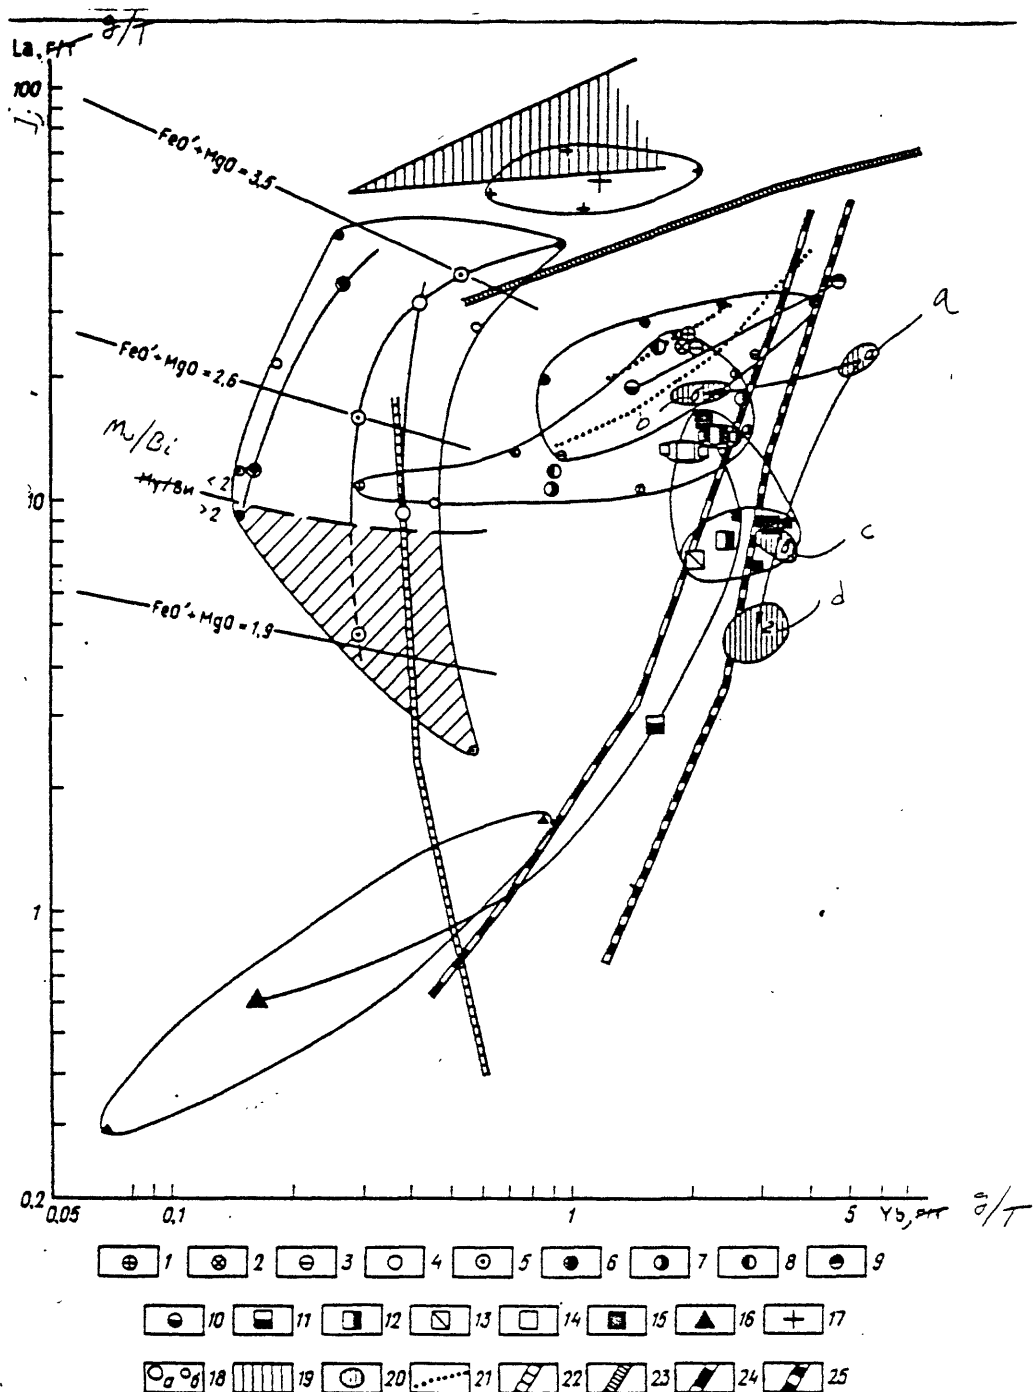 g/T
La, г/т
100
FeO'+MgO=3,5
a
FeO'+MgO=2,6
Mu/Bi
<2
10
>2
c
d
FeO'+MgO=1,9
1
0,2
0,05 0,1 1 5 Yb, г/т g/T
1 2 3 4 5 6 7 8 9
10 11 12 13 14 15 16 17
a б 18 19 20 21 22 23 24 25